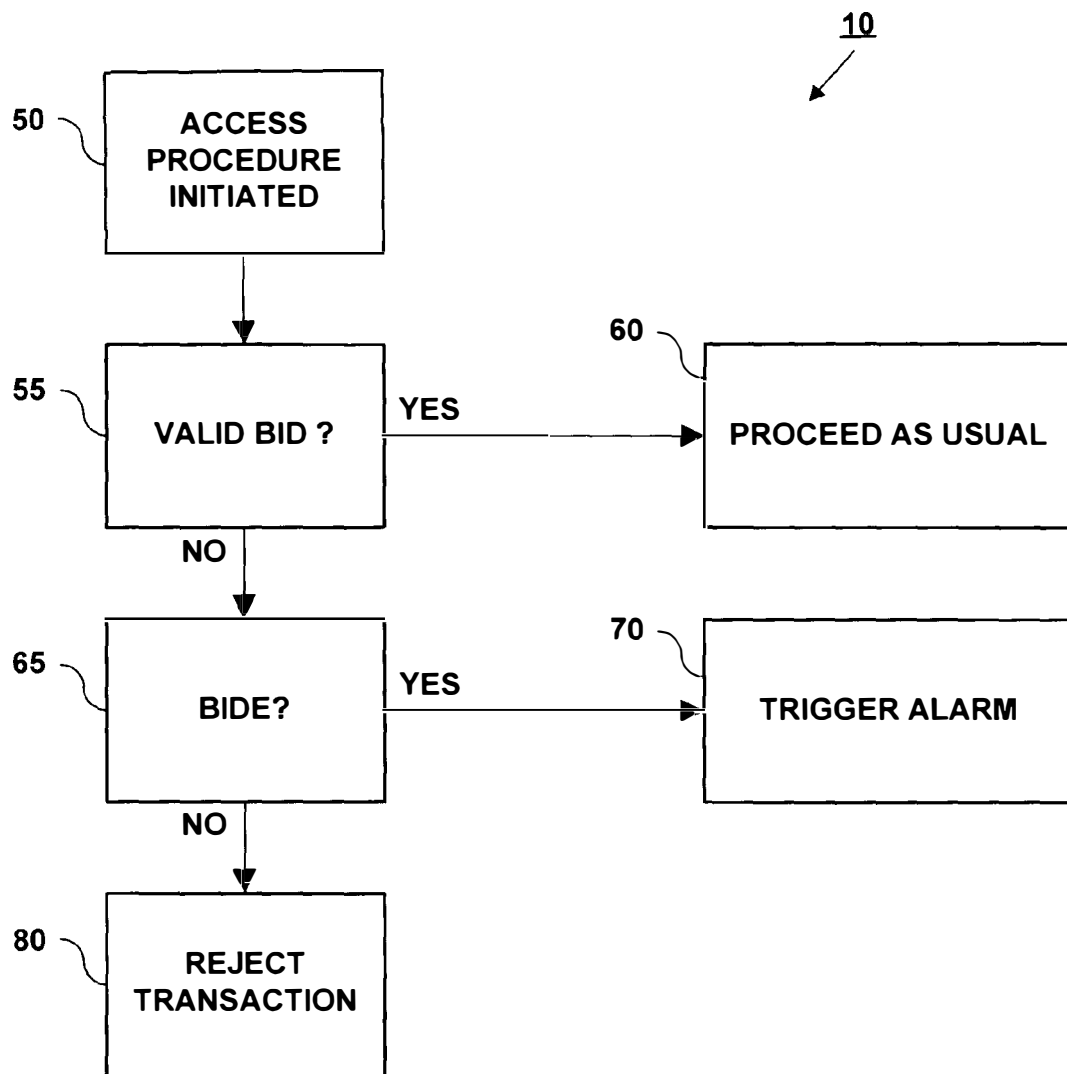 10
50
ACCESS
PROCEDURE
INITIATED
55
VALID BID ?
YES
60
PROCEED AS USUAL
NO
65
BIDE?
YES
70
TRIGGER ALARM
NO
80
REJECT
TRANSACTION